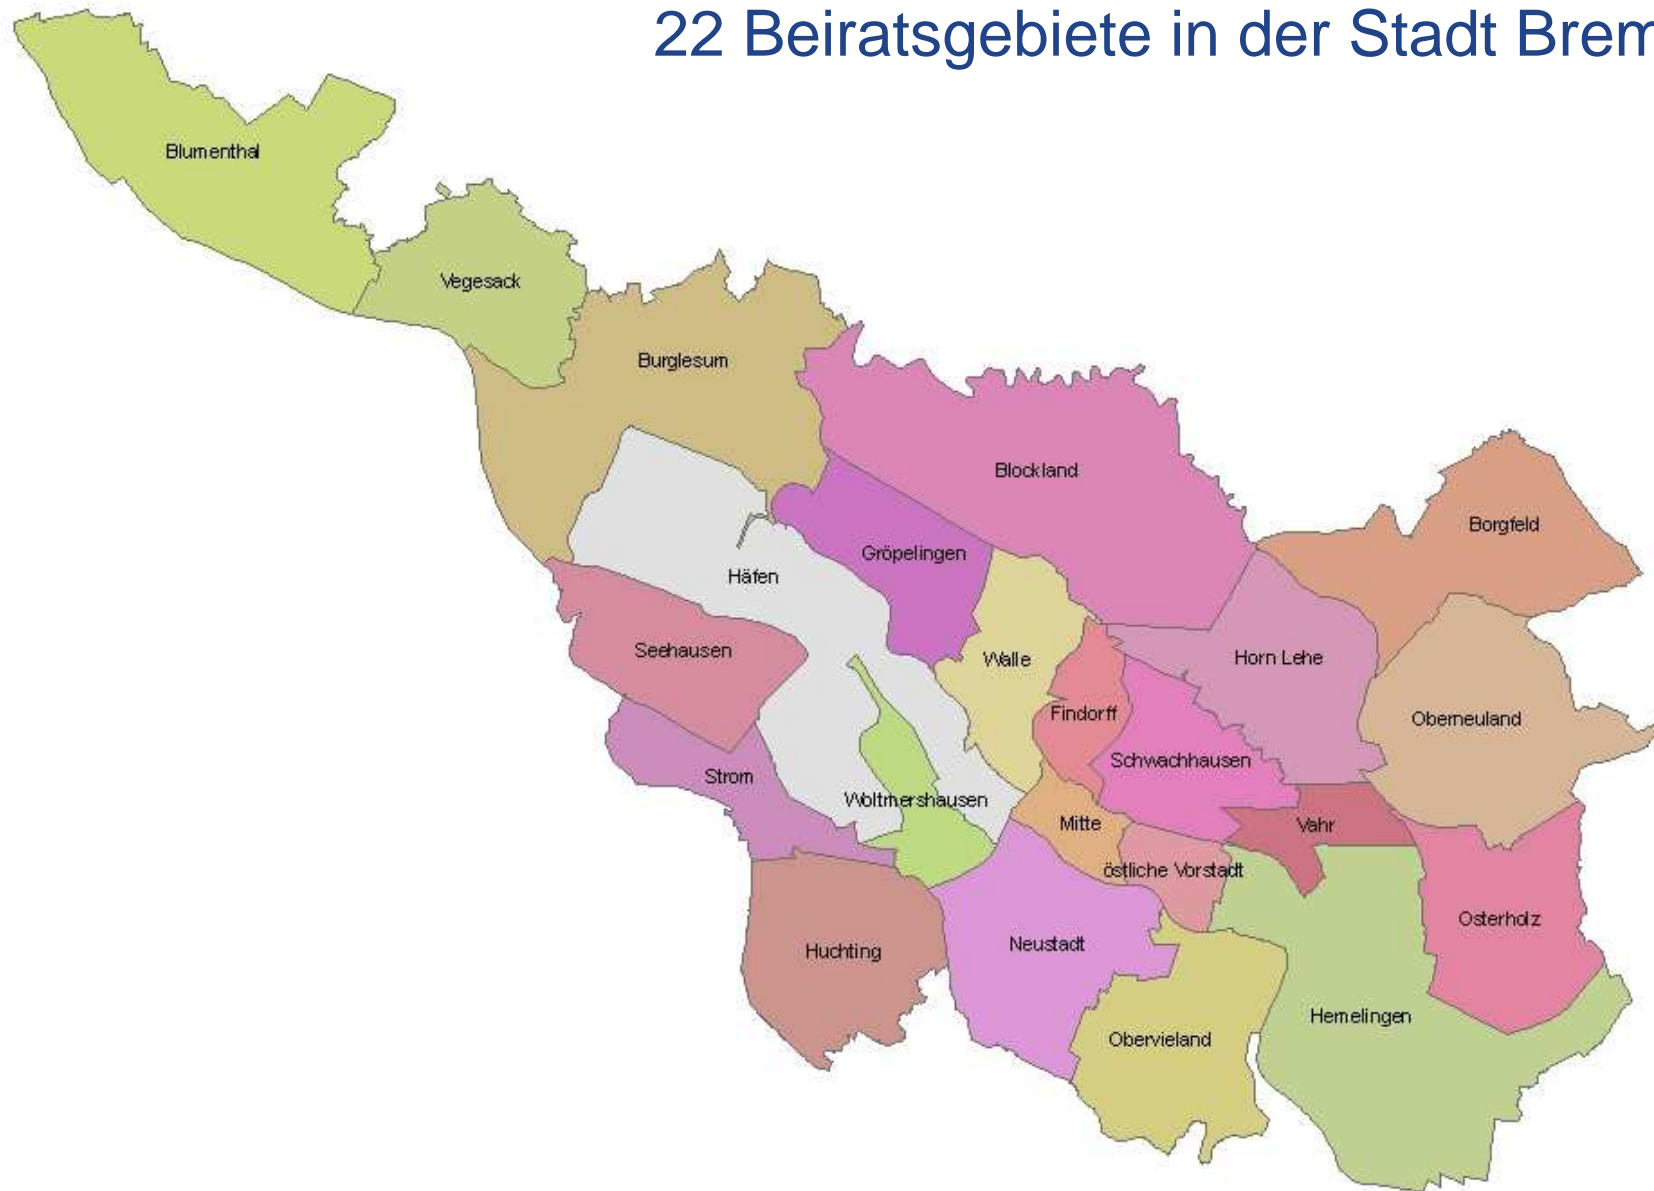 22 Beiratsgebiete in der Stadt Brem
Blumenthal
Vegesack
Burglesum
Blockland
Borgfeld
Gröpelingen
Häfen
Seehausen
Walle
Horn Lehe
Findorff
Oberneuland
Schwachhausen
Strom
Woltmershausen
Mitte
Vahr
östliche Vorstadt
Osterholz
Neustadt
Huchting
Hemelingen
Obervieland